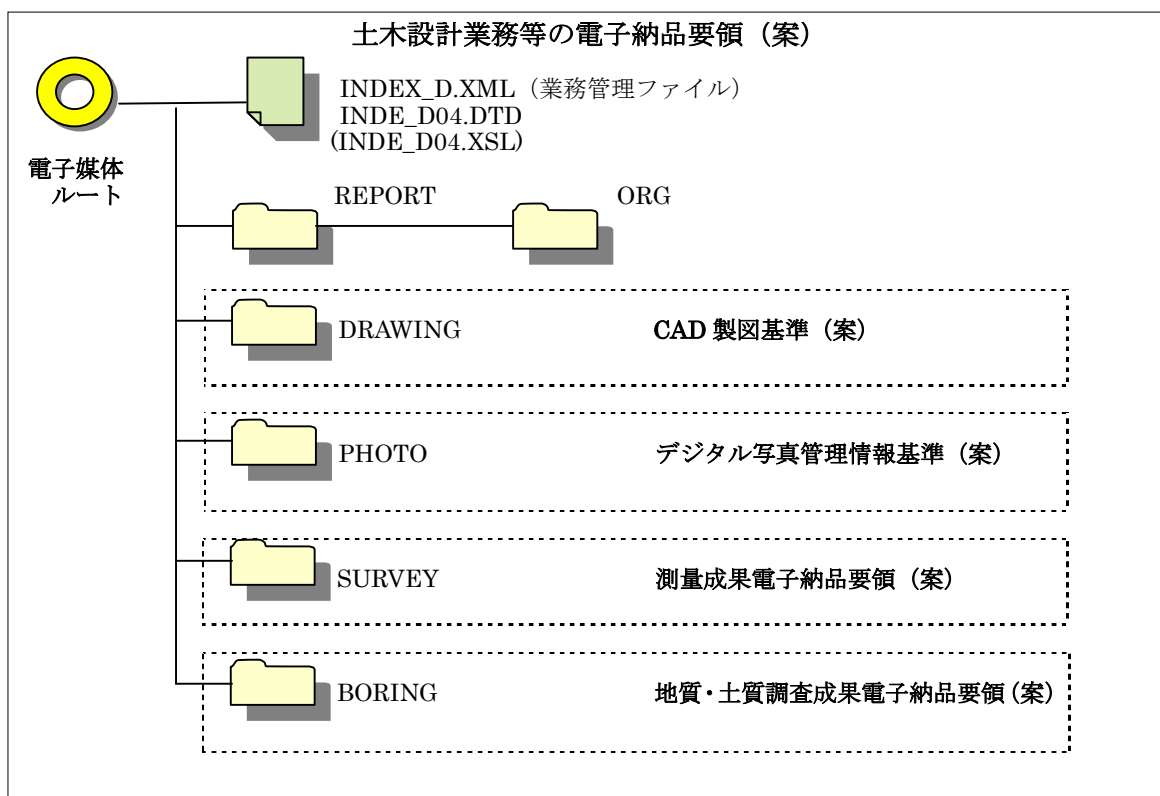 土木設計業務等の電子納品要領（案）
INDEX_D.XML（業務管理ファイル）
INDE_D04.DTD
(INDE_D04.XSL)
電子媒体
ルート
REPORT
ORG
DRAWING
CAD 製図基準（案）
PHOTO
デジタル写真管理情報基準（案）
SURVEY
測量成果電子納品要領（案）
BORING
地質・土質調査成果電子納品要領（案）